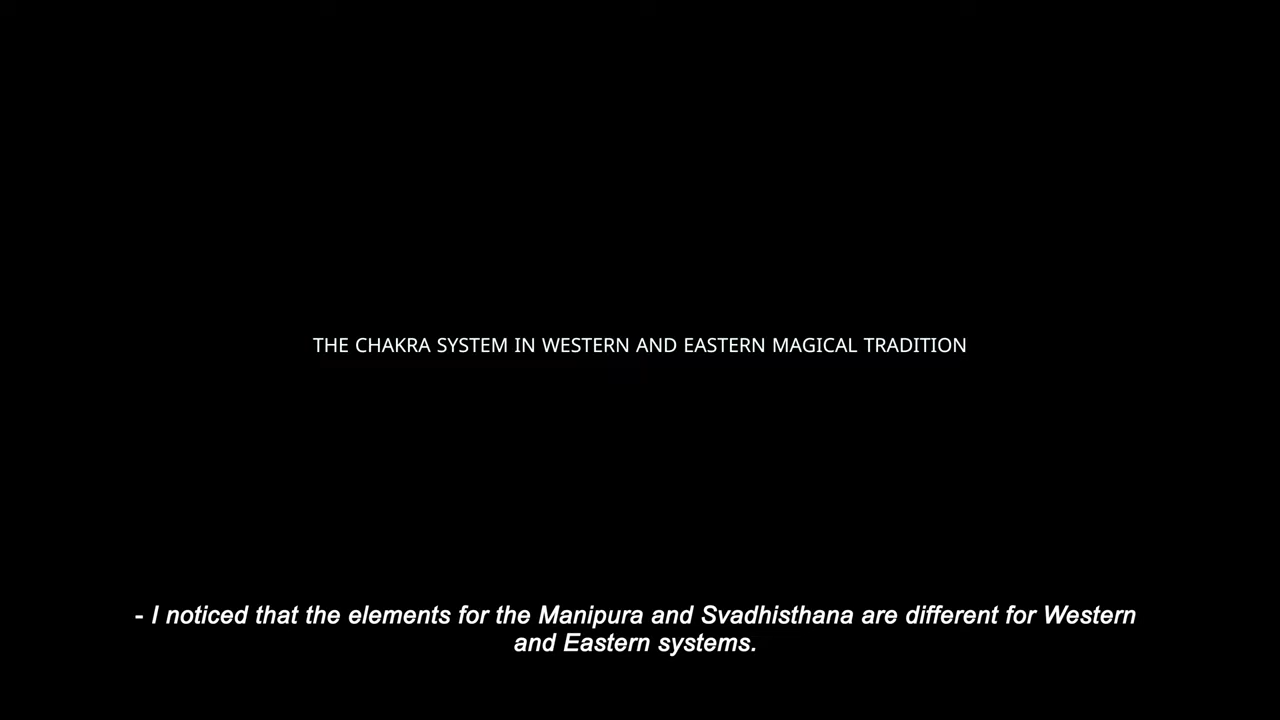 THE CHAKRA SYSTEM IN WESTERN AND EASTERN MAGICAL TRADITION
- I noticed that the elements for the Manipura and Svadhisthana are different for Western
and Eastern systems.